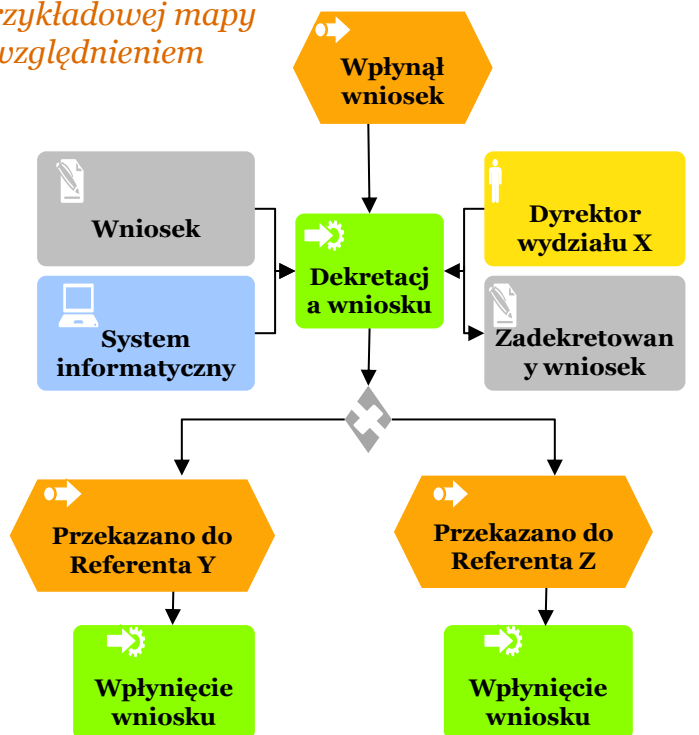 rzykładowej mapy
względnieniem
Wpłynął
wniosek
Wniosek
Dyrektor
wydziału X
Dekretacj
a wniosku
System
informatyczny
Zadekretowan
y wniosek
Przekazano do
Referenta Y
Przekazano do
Referenta Z
Wpłynięcie
wniosku
Wpłynięcie
wniosku